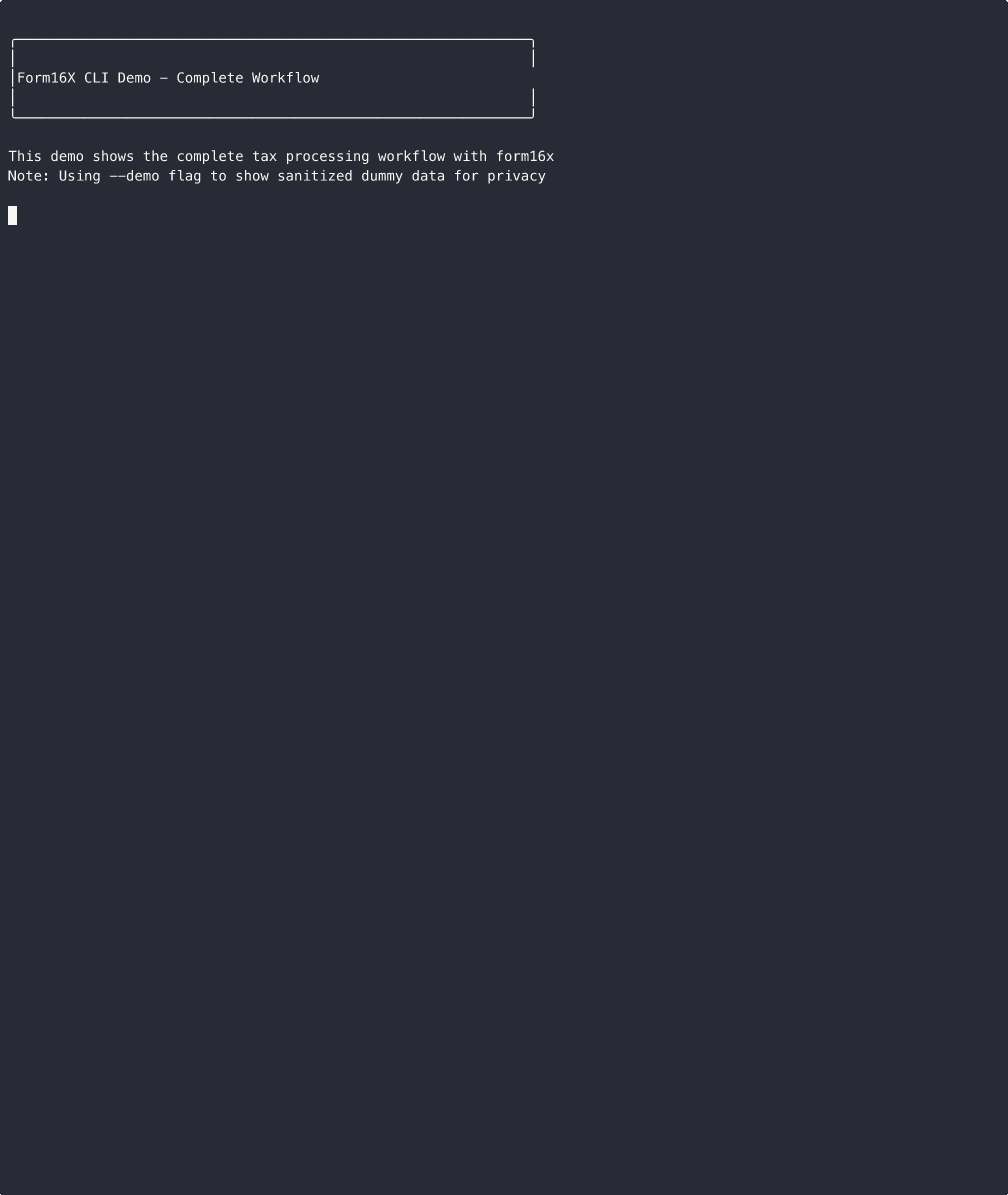 Form16X CLI Demo - Complete Workflow
This demo shows the complete tax processing workflow with form16x
Note: Using --demo flag to show sanitized dummy data for privacy